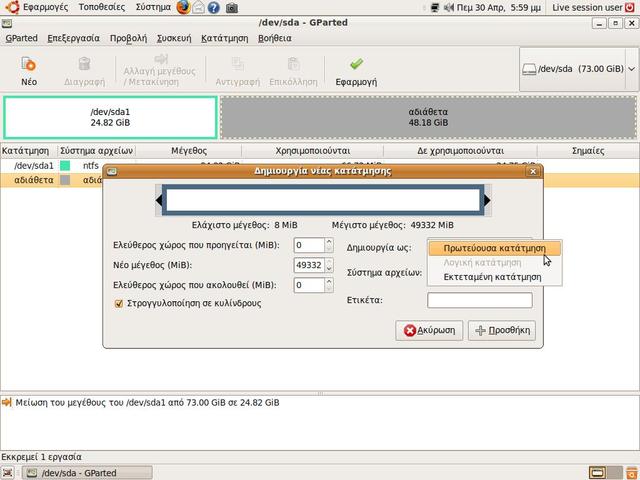 Εφαρμογές Τοποθεσίες Σύστημα Πεμ 30 Απρ, 5:59 μμ Live session user
/dev/sda - GParted
GParted Επεξεργασία Προβολή Συσκευή Κατάτμηση Βοήθεια
Νέο Διαγραφή Αλλαγή μεγέθους / Μετακίνηση Αντιγραφή Επικόλληση Εφαρμογή /dev/sda (73.00 GiB)
/dev/sda1
24.82 GiB
αδιάθετα
48.18 GiB
Κατάτμηση Σύστημα αρχείων Μέγεθος Χρησιμοποιούνται Δε χρησιμοποιούνται Σημαίες
/dev/sda1 ntfs
αδιάθετα
Δημιουργία νέας κατάτμησης
Ελάχιστο μέγεθος: 8 MiB Μέγιστο μέγεθος: 49332 MiB
Ελεύθερος χώρος που προηγείται (MiB): 0 Δημιουργία ως: Πρωτεύουσα κατάτμηση
Λογική κατάτμηση
Νέο μέγεθος (MiB): 49332 Σύστημα αρχείων: Εκτεταμένη κατάτμηση
Ελεύθερος χώρος που ακολουθεί (MiB): 0
Στρογγυλοποίηση σε κυλίνδρους Ετικέτα:
Ακύρωση Προσθήκη
Μείωση του μεγέθους του /dev/sda1 από 73.00 GiB σε 24.82 GiB
Εκκρεμεί 1 εργασία
/dev/sda - GParted